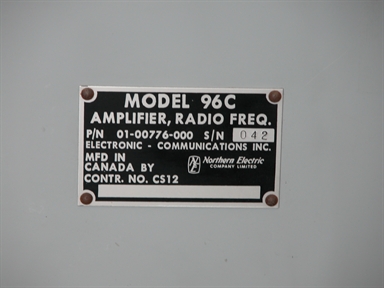 MODEL 96C
AMPLIFIER, RADIO FREQ.
P/N 01-00776-000 S/N 042
ELECTRONIC - COMMUNICATIONS INC.
MFD IN
CANADA BY
Northern Electric
COMPANY LIMITED
CONTR. NO. CS12